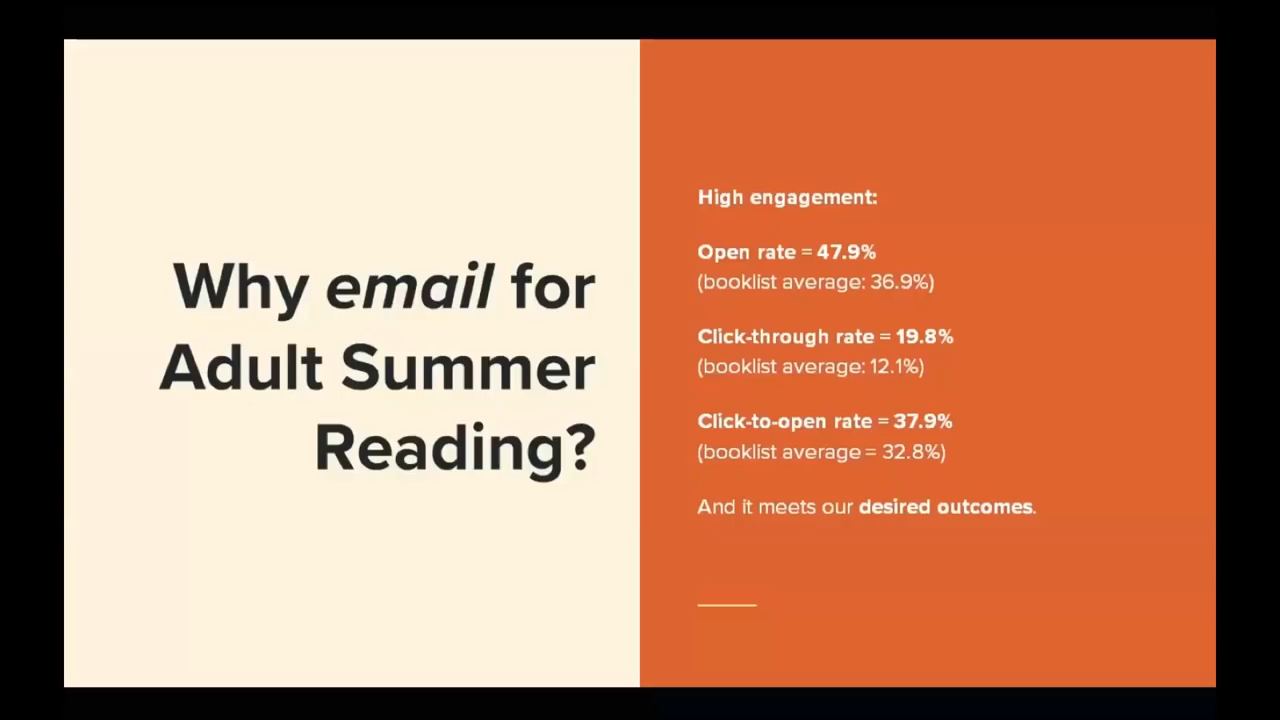 Why email for
Adult Summer
Reading?
High engagement:
Open rate = 47.9%
(booklist average: 36.9%)
Click-through rate = 19.8%
(booklist average: 12.1%)
Click-to-open rate = 37.9%
(booklist average = 32.8%)
And it meets our desired outcomes.